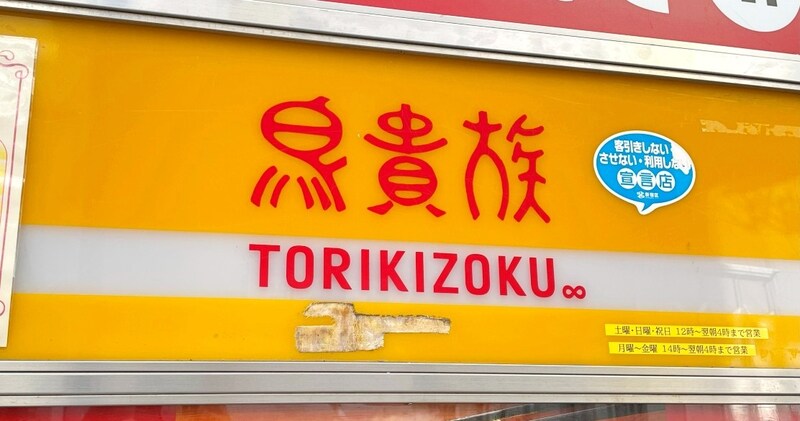 鳥貴族
TORIKIZOKU∞
客引きしない
させない・利用しない
宣言店
土曜・日曜・祝日 12時〜翌朝4時まで営業
月曜〜金曜 14時〜翌朝4時まで営業